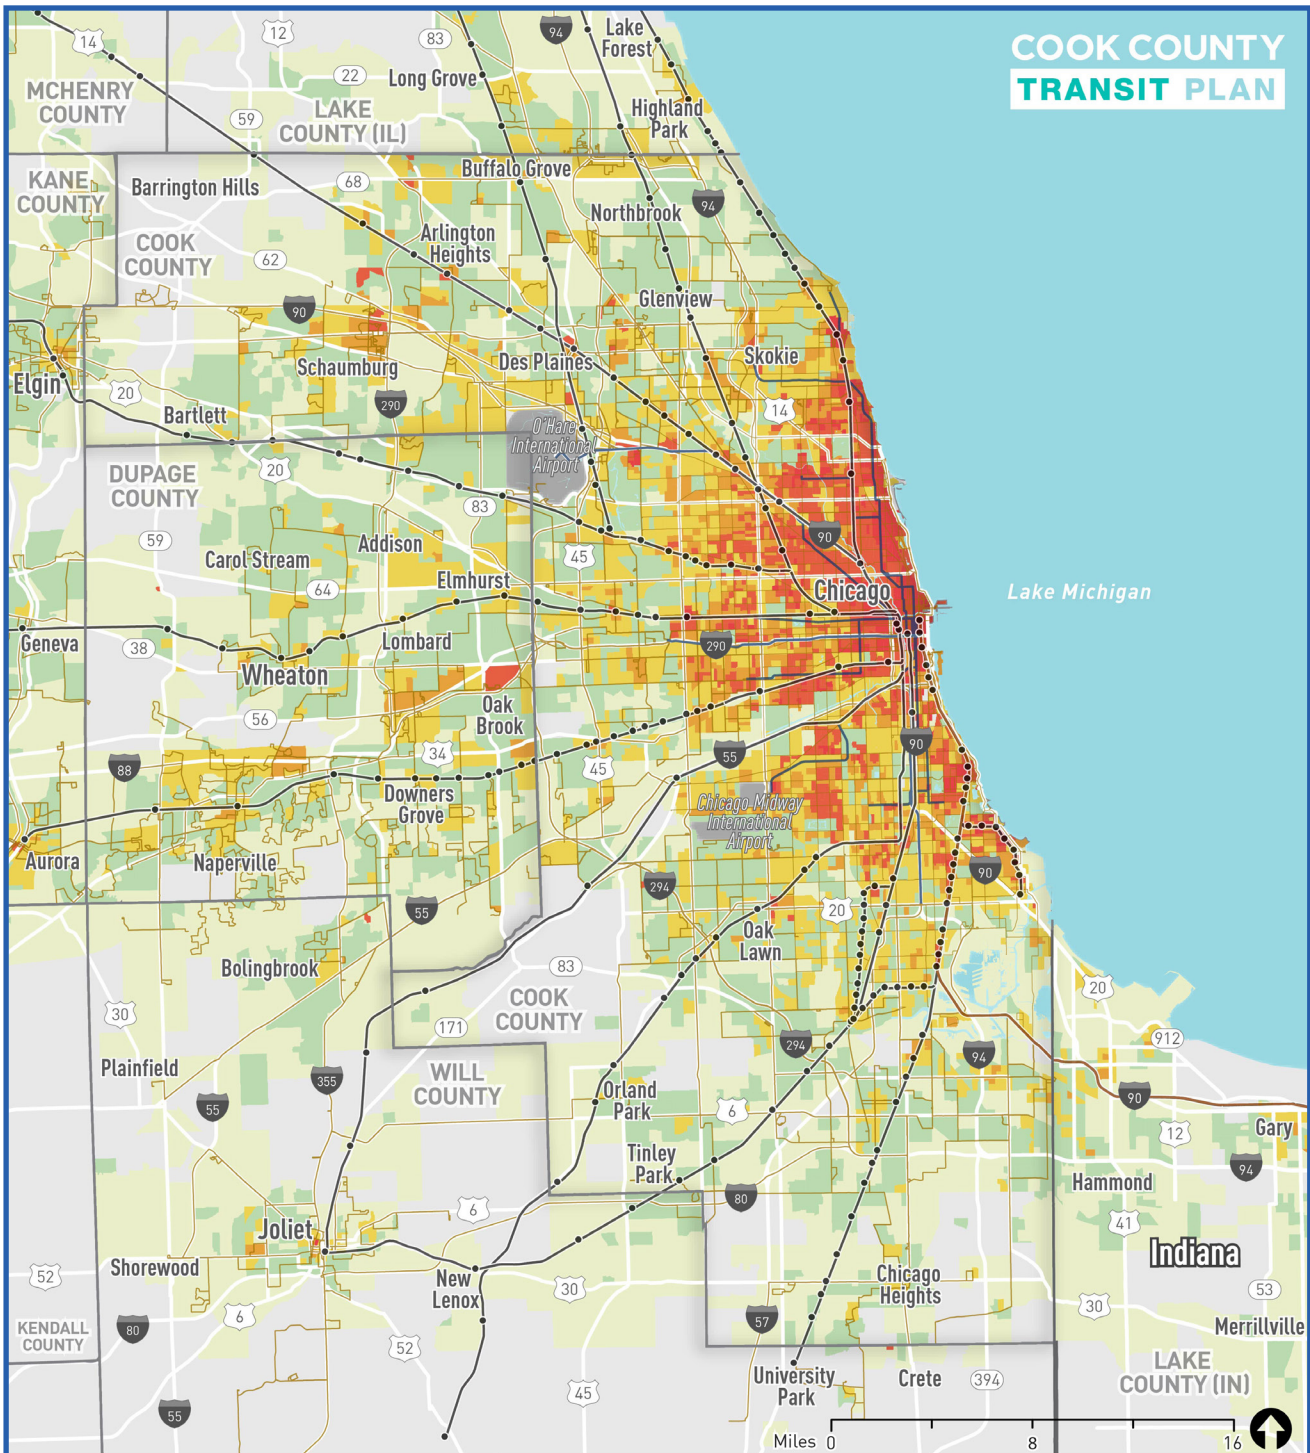 COOK COUNTY
TRANSIT PLAN
14
12
83
94
Lake
Forest
MCHENRY
COUNTY
22
Long Grove
59
LAKE
COUNTY (IL)
Highland
Park
KANE
COUNTY
Barrington Hills
68
Buffalo Grove
94
Northbrook
COOK
COUNTY
Arlington
Heights
62
90
Glenview
Schaumburg
Des Plaines
Skokie
Elgin
20
290
14
Bartlett
O'Hare
International
Airport
DUPAGE
COUNTY
20
83
59
Addison
45
90
Carol Stream
64
Elmhurst
Chicago
Lake Michigan
Geneva
38
Lombard
290
Wheaton
56
Oak
Brook
34
90
88
45
55
Downers
Grove
Chicago Midway
International
Airport
Aurora
Naperville
294
90
55
20
Oak
Lawn
Bolingbrook
83
20
COOK
COUNTY
30
171
294
94
912
Plainfield
355
WILL
COUNTY
55
Orland
Park
6
90
12
Gary
Tinley
Park
94
80
Hammond
6
41
Joliet
Indiana
Shorewood
52
New
Lenox
30
Chicago
Heights
53
6
30
KENDALL
COUNTY
80
57
Merrillville
52
University
Park
Crete
394
LAKE
COUNTY (IN)
45
55
Miles 0
8
16